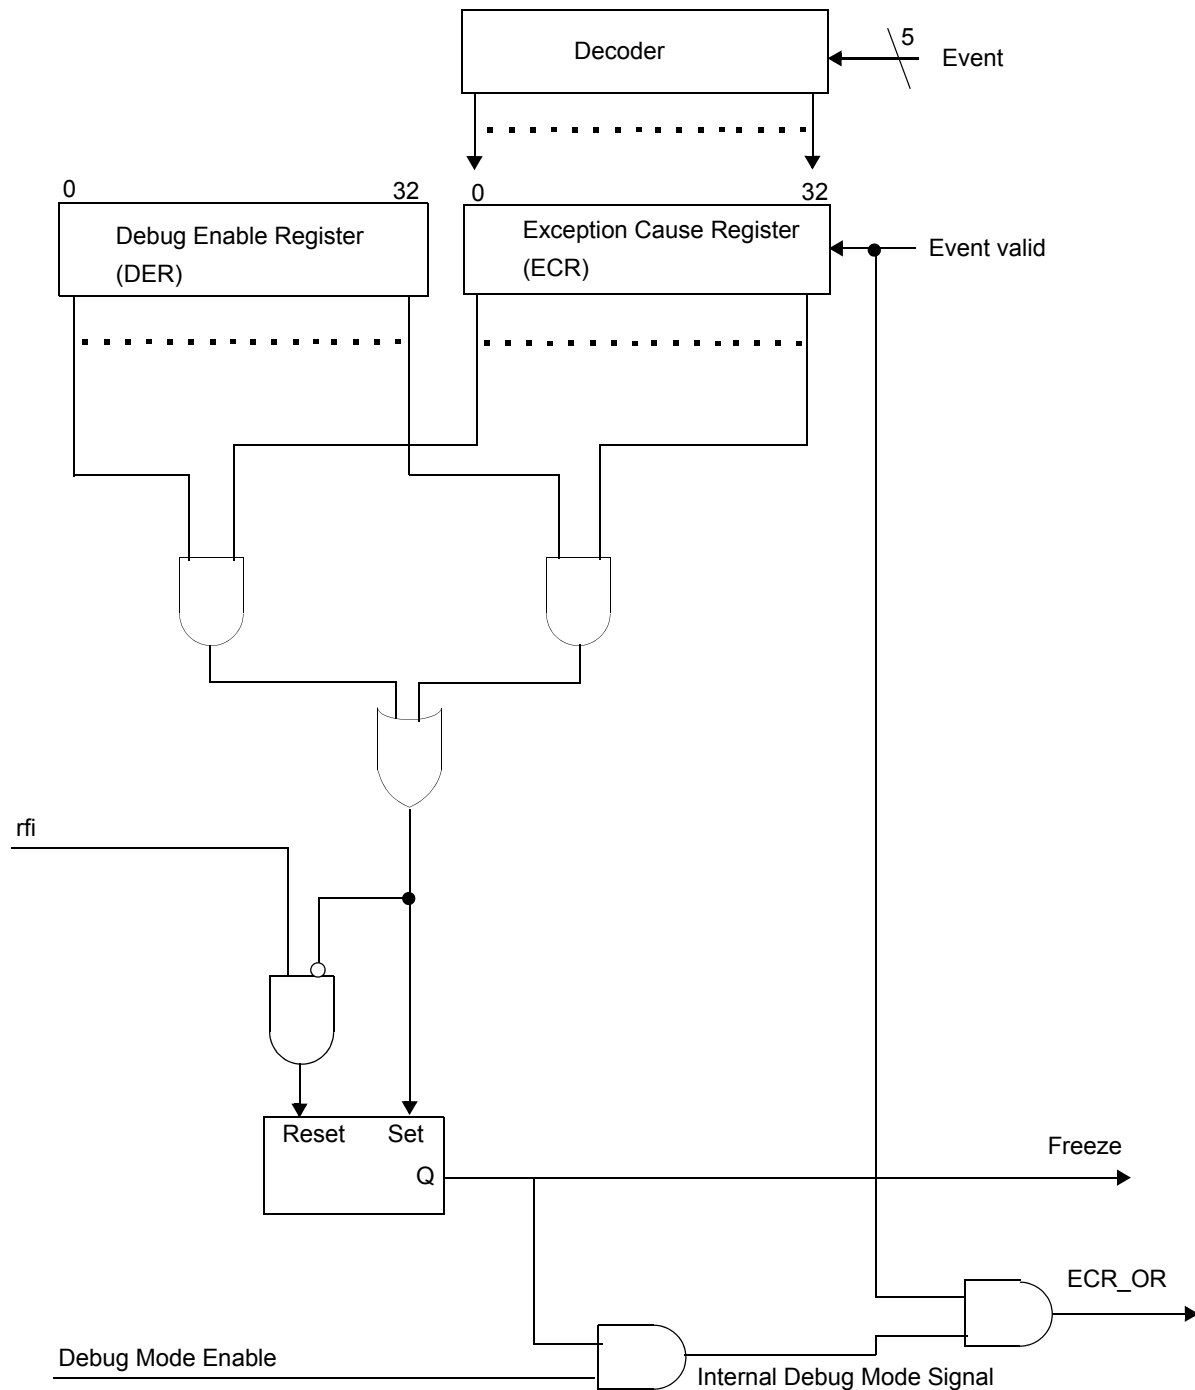 Decoder
5
Event
0
32
0
32
Debug Enable Register
(DER)
Exception Cause Register
(ECR)
Event valid
rfi
Reset
Set
Q
Freeze
ECR_OR
Debug Mode Enable
Internal Debug Mode Signal